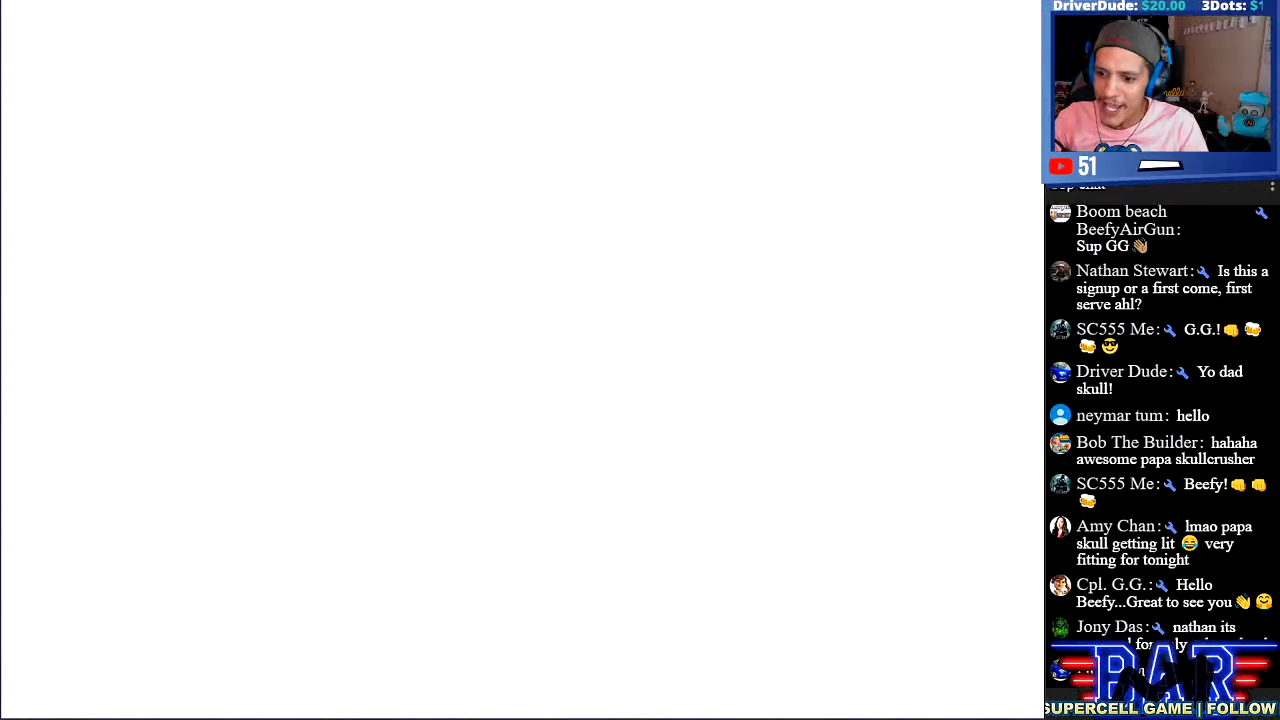 DriverDude: $20.00 3Dots: $1
51
Boom beach
BeefyAirGun:
Sup GG👋🏽
Nathan Stewart: Is this a
signup or a first come, first
serve ahl?
SC555 Me: G.G.!👊🍻
🍻😎
Driver Dude: Yo dad
skull!
neymar tum: hello
Bob The Builder: hahaha
awesome papa skullcrusher
SC555 Me: Beefy!👊👊
🍻
Amy Chan: lmao papa
skull getting lit 😂 very
fitting for tonight
Cpl. G.G.: Hello
Beefy...Great to see you👋🤗
Jony Das: nathan its
BAR
SUPERCELL GAME | FOLLOW